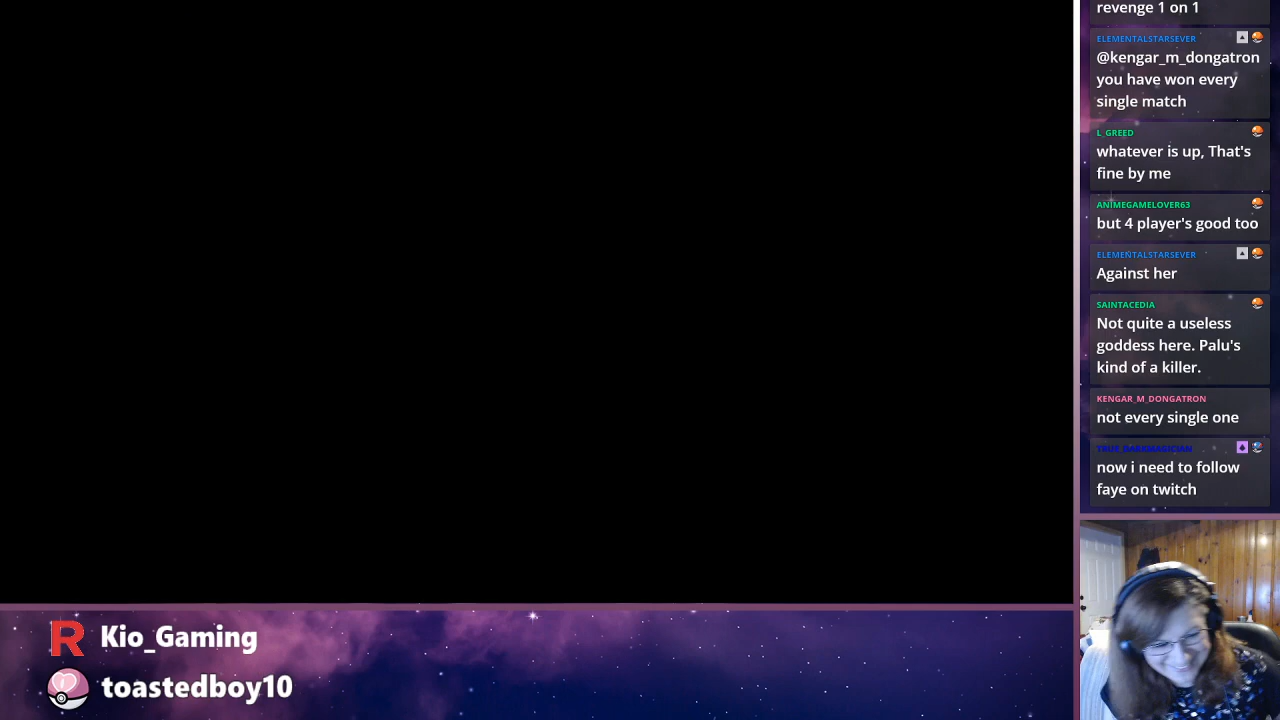 revenge 1 on 1
ELEMENTALSTARSEVER
@kengar_m_dongatron
you have won every
single match
L_GREED
whatever is up, That's
fine by me
ANIMEGAMELOVER63
but 4 player's good too
ELEMENTALSTARSEVER
Against her
SAINTACEDIA
Not quite a useless
goddess here. Palu's
kind of a killer.
KENGAR_M_DONGATRON
not every single one
TRUE_DARKMAGICIAN
now i need to follow
faye on twitch
R Kio_Gaming
toastedboy10